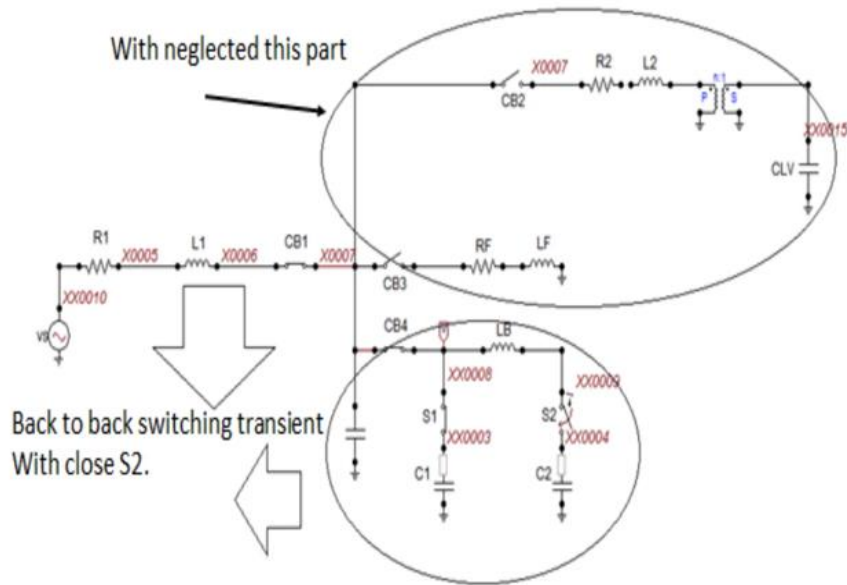 With neglected this part
X0007
R2
L2
n:1
P
S
CB2
XX0015
CLV
R1
X0005
L1
X0006
CB1
X0007
CB3
RF
LF
XX0010
VS
CB4
LB
XX0008
XX0009
S1
S2
XX0003
XX0004
C1
C2
Back to back switching transient
With close S2.